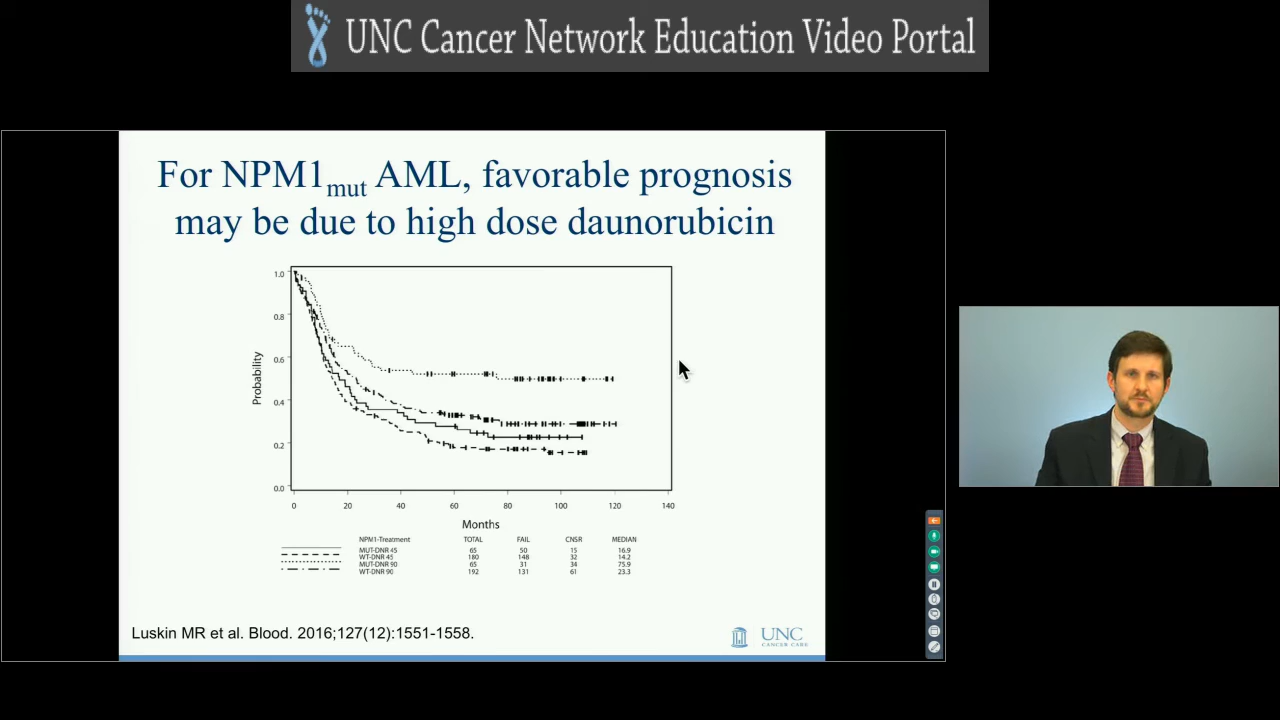 UNC Cancer Network Education Video Portal
For NPM1mut AML, favorable prognosis
may be due to high dose daunorubicin
1.0
0.8
0.6
0.4
0.2
0.0
Probability
0 20 40 60 80 100 120 140
Months
NPM1-Treatment TOTAL FAIL CNSR MEDIAN
MUT-DNR 45 65 50 15 16.9
WT-DNR 45 180 148 32 14.2
MUT-DNR 90 65 31 34 75.9
WT-DNR 90 192 131 61 23.3
Luskin MR et al. Blood. 2016;127(12):1551-1558.
UNC
CANCER CARE